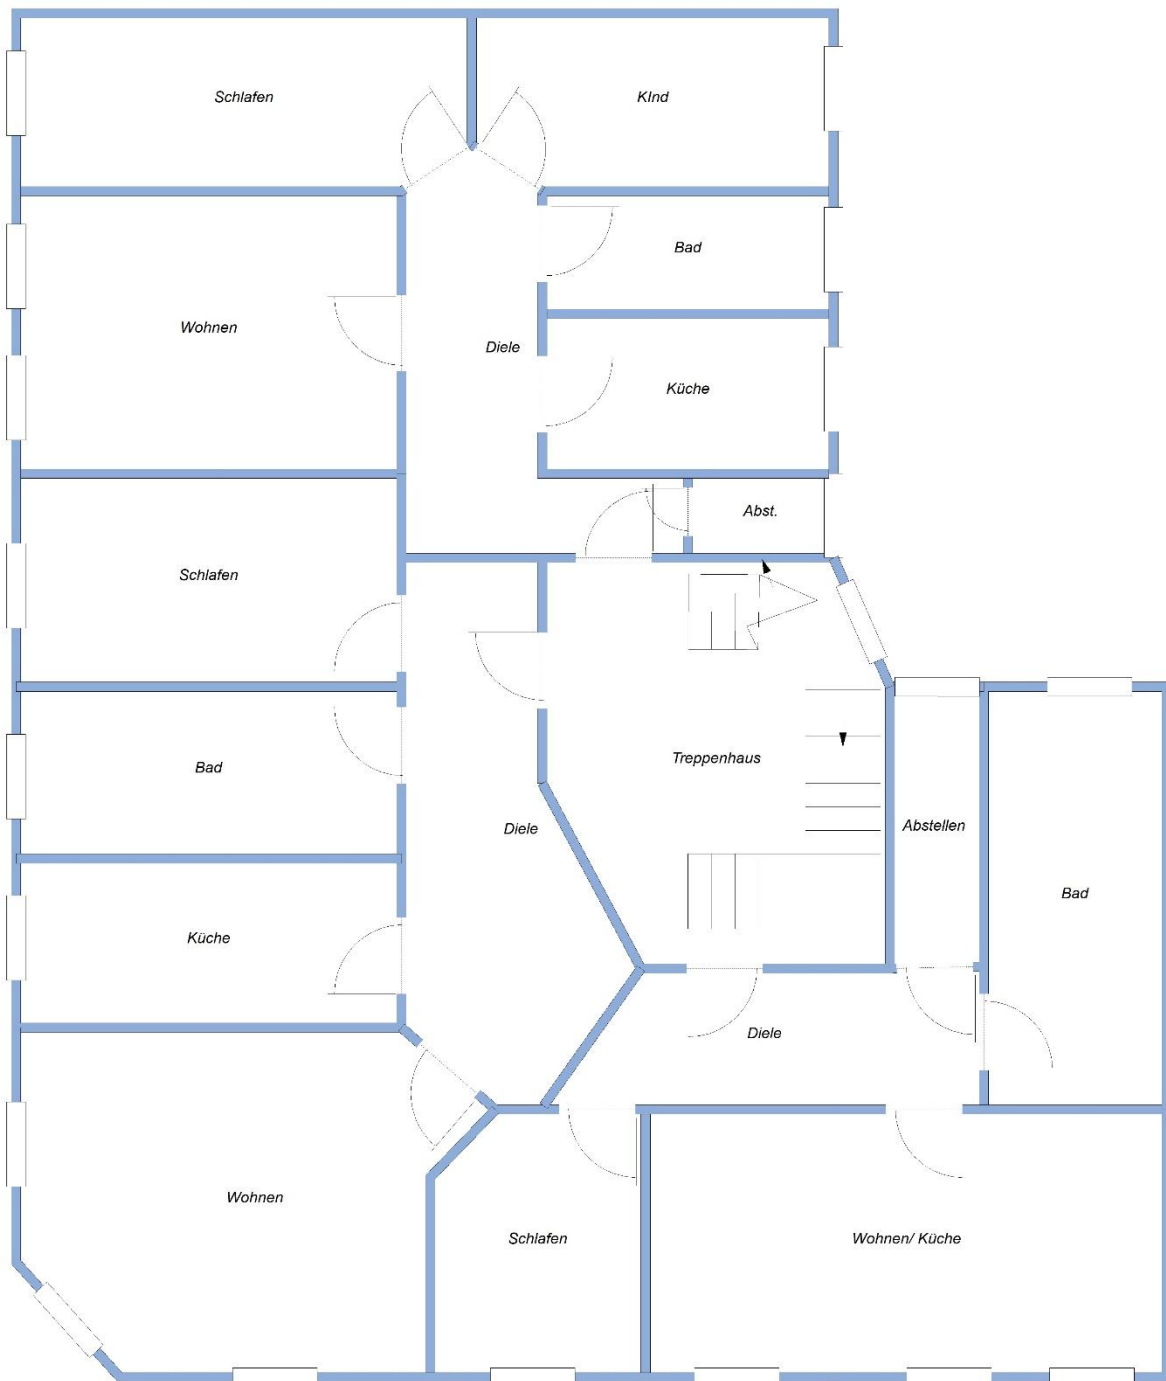 Schlafen
KInd
Bad
Wohnen
Diele
Küche
Abst.
Schlafen
Treppenhaus
Bad
Diele
Abstellen
Bad
Küche
Diele
Wohnen
Schlafen
Wohnen/ Küche